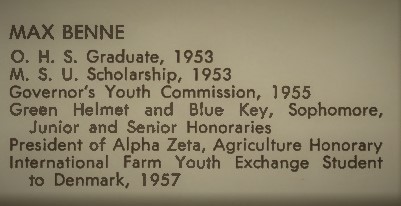 MAX BENNE
O. H. S. Graduate, 1953
M. S. U. Scholarship, 1953
Governor's Youth Commission, 1955
Green Helmet and Blue Key, Sophomore,
Junior and Senior Honoraries
President of Alpha Zeta, Agriculture Honorary
International Farm Youth Exchange Student
to Denmark, 1957